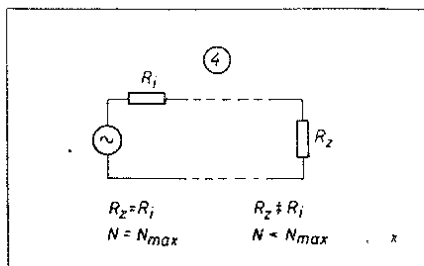 4
Ri
Rz
Rz = Ri
N = Nmax
Rz ‡ Ri
N < Nmax x